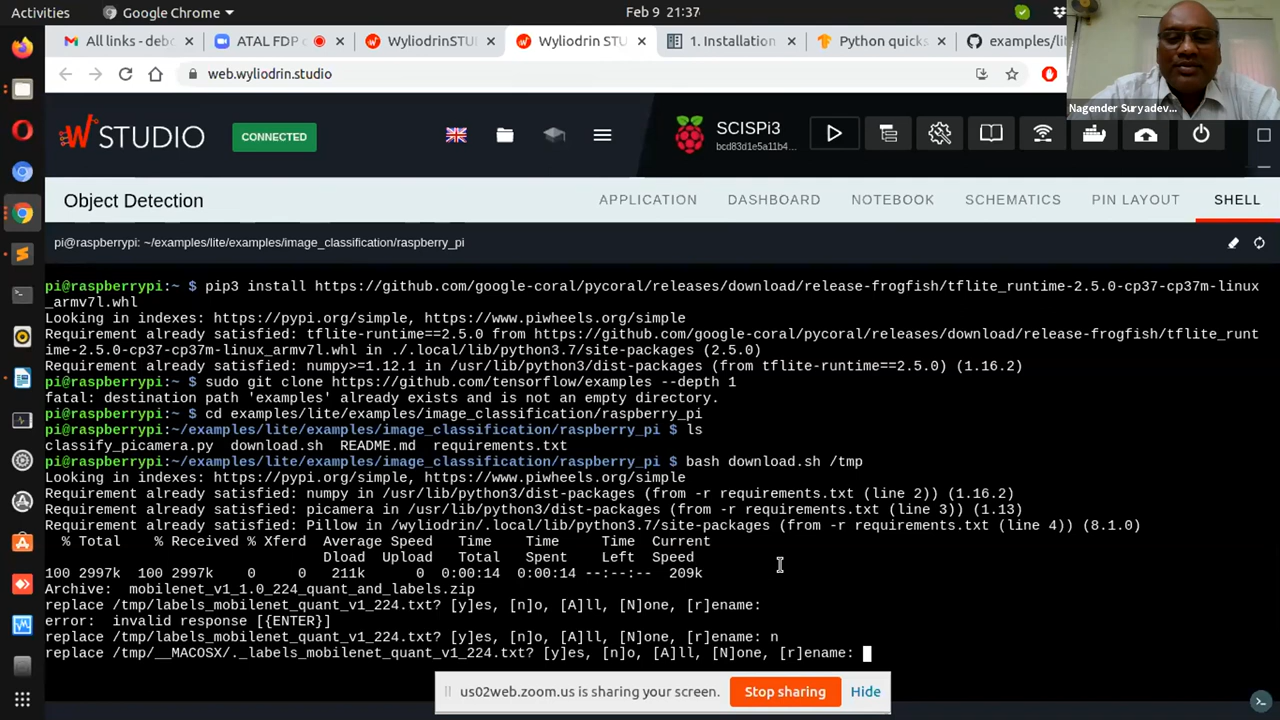 Activities
Google Chrome
Feb 9 21:37
All links - debo
ATAL FDP c
WyliodrinSTU
Wyliodrin ST
1. Installation
Python quicks
examples/lit
web.wyliodrin.studio
Nagender Suryadev...
W STUDIO
CONNECTED
SCISPi3
bcd83d1e5a11b4...
Object Detection
APPLICATION
DASHBOARD
NOTEBOOK
SCHEMATICS
PIN LAYOUT
SHELL
pi@raspberrypi: ~/examples/lite/examples/image_classification/raspberry_pi
pi@raspberrypi:~ $ pip3 install https://github.com/google-coral/pycoral/releases/download/release-frogfish/tflite_runtime-2.5.0-cp37-cp37m-linux
_armv7l.whl
Looking in indexes: https://pypi.org/simple, https://www.piwheels.org/simple
Requirement already satisfied: tflite-runtime==2.5.0 from https://github.com/google-coral/pycoral/releases/download/release-frogfish/tflite_runt
ime-2.5.0-cp37-cp37m-linux_armv7l.whl in ./.local/lib/python3.7/site-packages (2.5.0)
Requirement already satisfied: numpy>=1.12.1 in /usr/lib/python3/dist-packages (from tflite-runtime==2.5.0) (1.16.2)
pi@raspberrypi:~ $ sudo git clone https://github.com/tensorflow/examples --depth 1
fatal: destination path 'examples' already exists and is not an empty directory.
pi@raspberrypi:~ $ cd examples/lite/examples/image_classification/raspberry_pi
pi@raspberrypi:~/examples/lite/examples/image_classification/raspberry_pi $ ls
classify_picamera.py  download.sh  README.md  requirements.txt
pi@raspberrypi:~/examples/lite/examples/image_classification/raspberry_pi $ bash download.sh /tmp
Looking in indexes: https://pypi.org/simple, https://www.piwheels.org/simple
Requirement already satisfied: numpy in /usr/lib/python3/dist-packages (from -r requirements.txt (line 2)) (1.16.2)
Requirement already satisfied: picamera in /usr/lib/python3/dist-packages (from -r requirements.txt (line 3)) (1.13)
Requirement already satisfied: Pillow in /wyliodrin/.local/lib/python3.7/site-packages (from -r requirements.txt (line 4)) (8.1.0)
% Total    % Received % Xferd  Average Speed   Time    Time     Time  Current
Dload  Upload   Total   Spent    Left  Speed
100 2997k  100 2997k    0     0   211k      0  0:00:14  0:00:14 --:--:--  209k
Archive:  mobilenet_v1_1.0_224_quant_and_labels.zip
replace /tmp/labels_mobilenet_quant_v1_224.txt? [y]es, [n]o, [A]ll, [N]one, [r]ename:
error:  invalid response [{ENTER}]
replace /tmp/labels_mobilenet_quant_v1_224.txt? [y]es, [n]o, [A]ll, [N]one, [r]ename: n
replace /tmp/__MACOSX/._labels_mobilenet_quant_v1_224.txt? [y]es, [n]o, [A]ll, [N]one, [r]ename:
us02web.zoom.us is sharing your screen.
Stop sharing
Hide